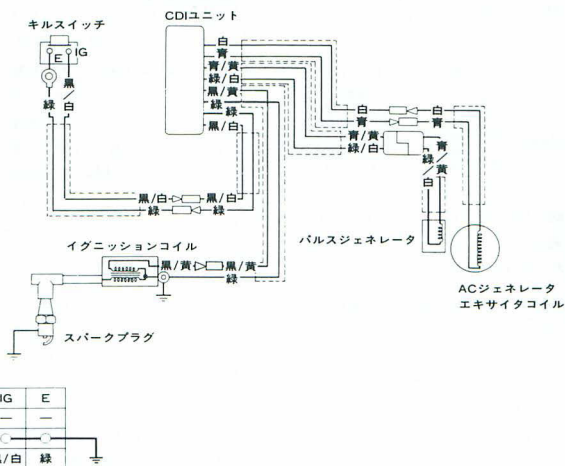 CDIユニット
キルスイッチ
E IG
黒/白
緑
白
青
青/黄
緑/白
黒/黄
緑
緑
黒/白
白 白
青 青
青/黄
緑/白
青/黄
緑/白
黒/白 黒/白
緑 緑
パルスジェネレータ
ACジェネレータ
エキサイタコイル
イグニッションコイル
黒/黄 黒/黄
緑
スパークプラグ
IG E
— —
/白 緑